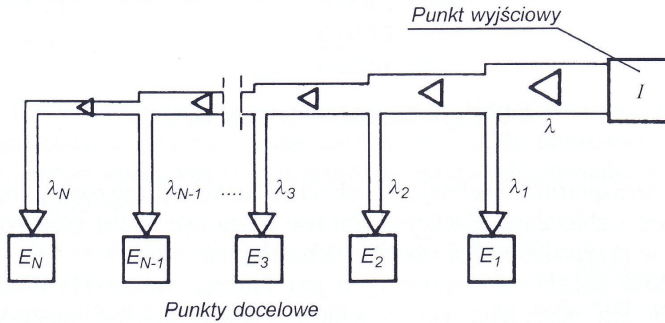 Punkt wyjściowy
I
λ
λN λN-1 .... λ3 λ2 λ1
EN EN-1 E3 E2 E1
Punkty docelowe